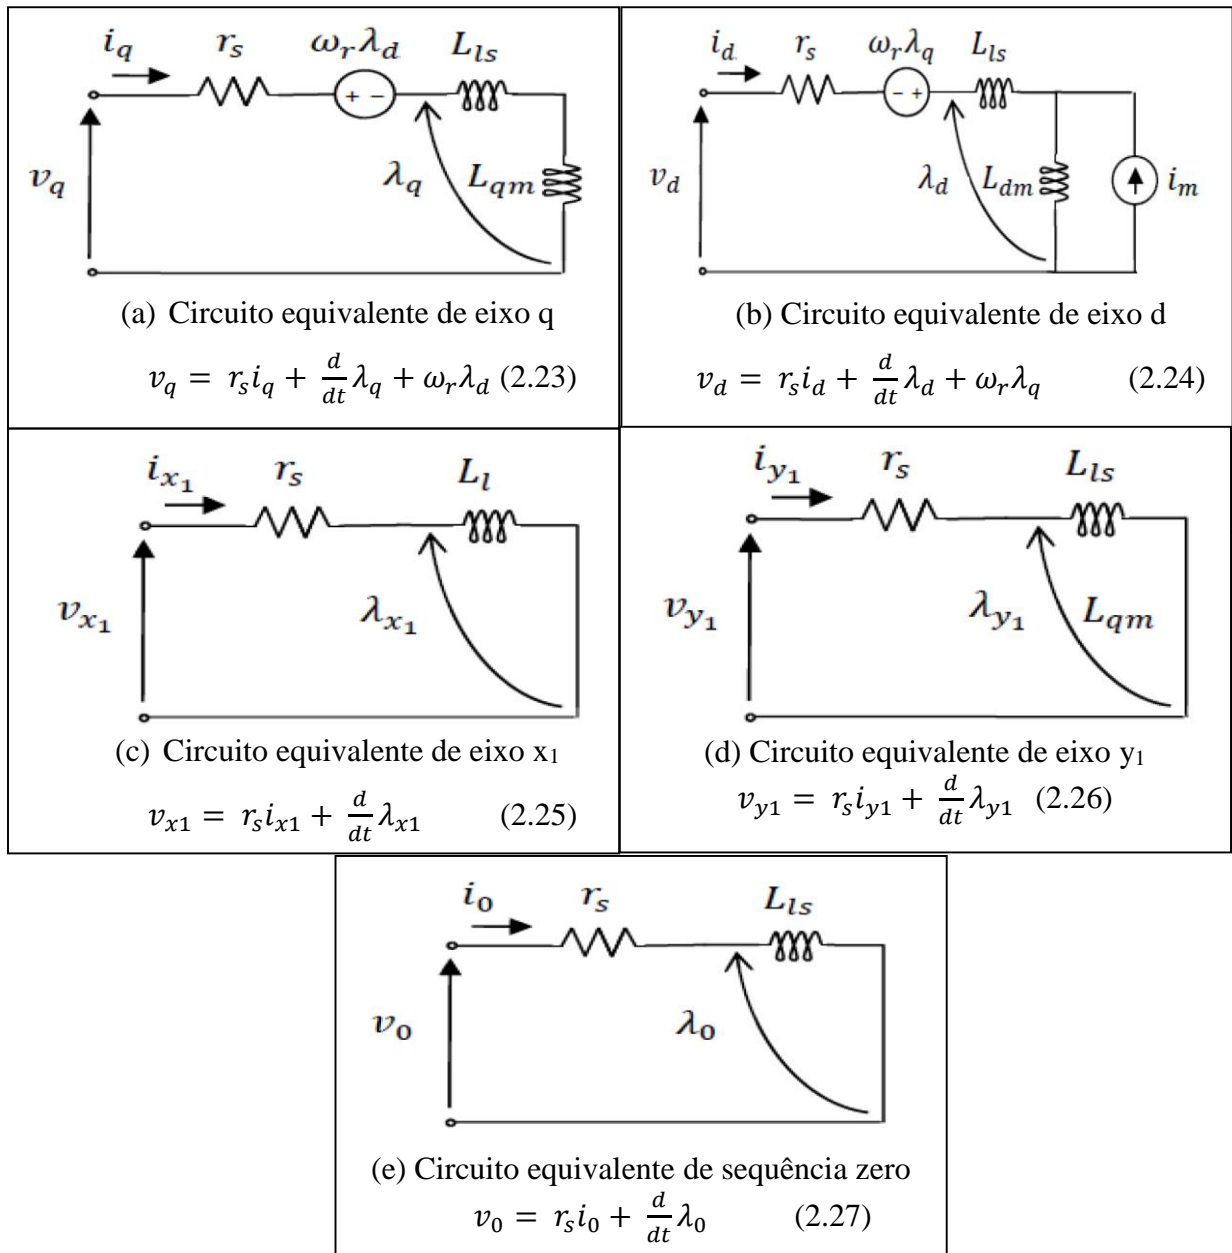 i_q r_s ω_r λ_d L_ls
v_q λ_q L_qm
+ −
(a) Circuito equivalente de eixo q
v_q = r_s i_q + d/dt λ_q + ω_r λ_d (2.23)
i_d r_s ω_r λ_q L_ls
- +
v_d λ_d L_dm i_m
(b) Circuito equivalente de eixo d
v_d = r_s i_d + d/dt λ_d + ω_r λ_q (2.24)
i_x₁ r_s L_l
v_x₁ λ_x₁
(c) Circuito equivalente de eixo x₁
v_x1 = r_s i_x1 + d/dt λ_x1 (2.25)
i_y₁ r_s L_ls
v_y₁ λ_y₁ L_qm
(d) Circuito equivalente de eixo y₁
v_y1 = r_s i_y1 + d/dt λ_y1 (2.26)
i_0 r_s L_ls
v_0 λ_0
(e) Circuito equivalente de sequência zero
v_0 = r_s i_0 + d/dt λ_0 (2.27)